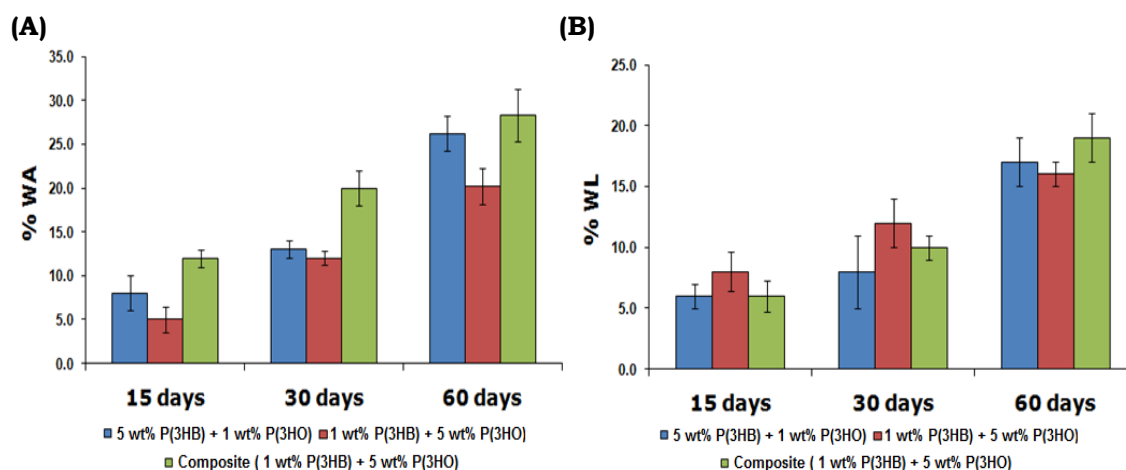 (A)
35.0
30.0
25.0
20.0
15.0
10.0
5.0
0.0
% WA
15 days 30 days 60 days
5 wt% P(3HB) + 1 wt% P(3HO) 1 wt% P(3HB) + 5 wt% P(3HO)
Composite ( 1 wt% P(3HB) + 5 wt% P(3HO)
(B)
25.0
20.0
15.0
10.0
5.0
0.0
% WL
15 days 30 days 60 days
5 wt% P(3HB) + 1 wt% P(3HO) 1 wt% P(3HB) + 5 wt% P(3HO)
Composite ( 1 wt% P(3HB) + 5 wt% P(3HO)